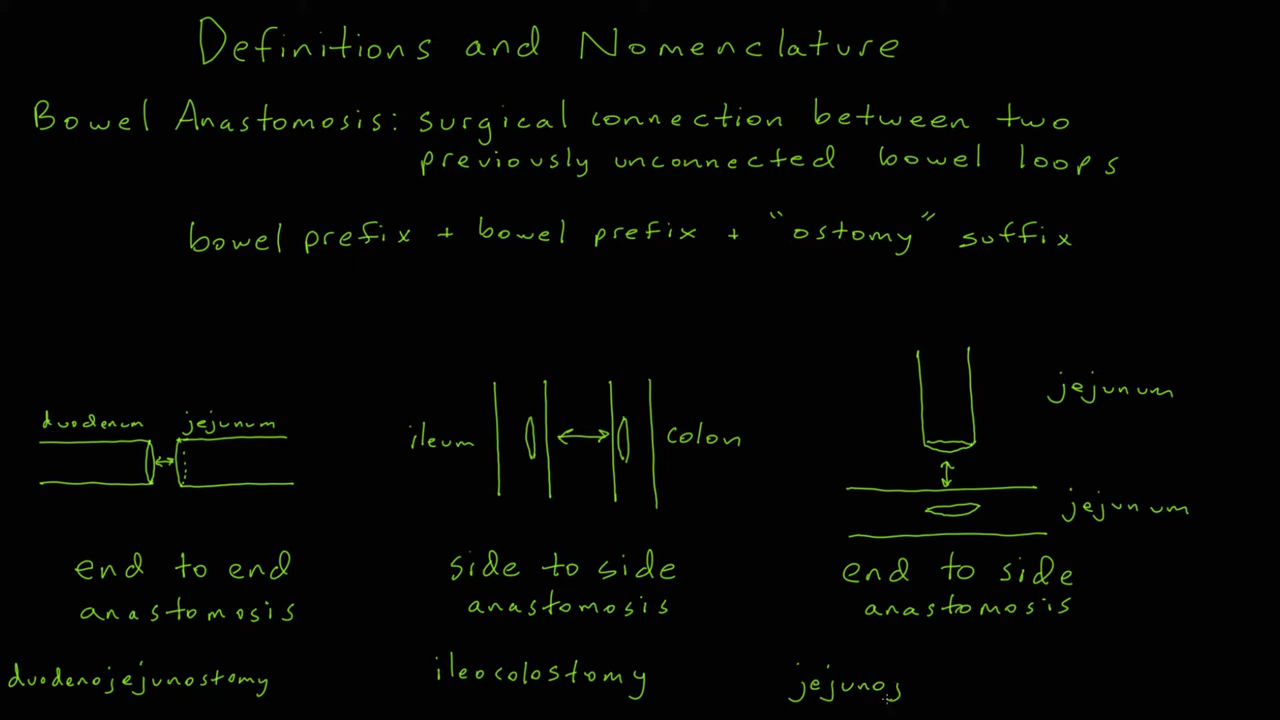 Definitions and Nomenclature
Bowel Anastomosis: surgical connection between two
previously unconnected bowel loops
bowel prefix + bowel prefix + "ostomy" suffix
duodenum jejunum
ileum colon
jejunum
jejunum
end to end
anastomosis
side to side
anastomosis
end to side
anastomosis
duodenojejunostomy
ileocolostomy
jejunoj